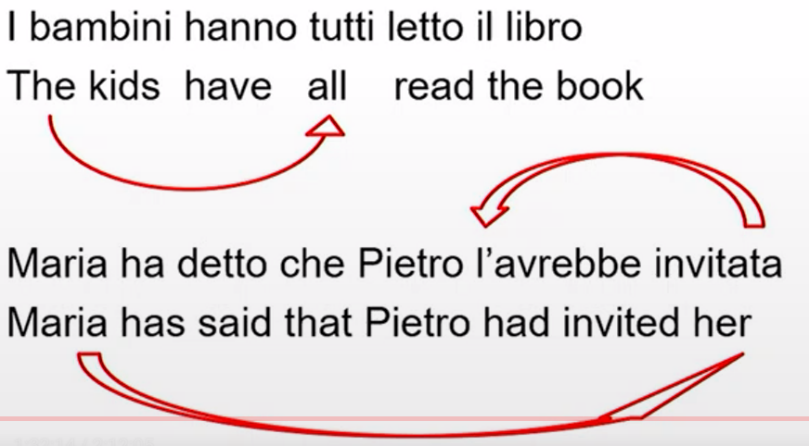 I bambini hanno tutti letto il libro
The kids have all read the book
Maria ha detto che Pietro l'avrebbe invitata
Maria has said that Pietro had invited her